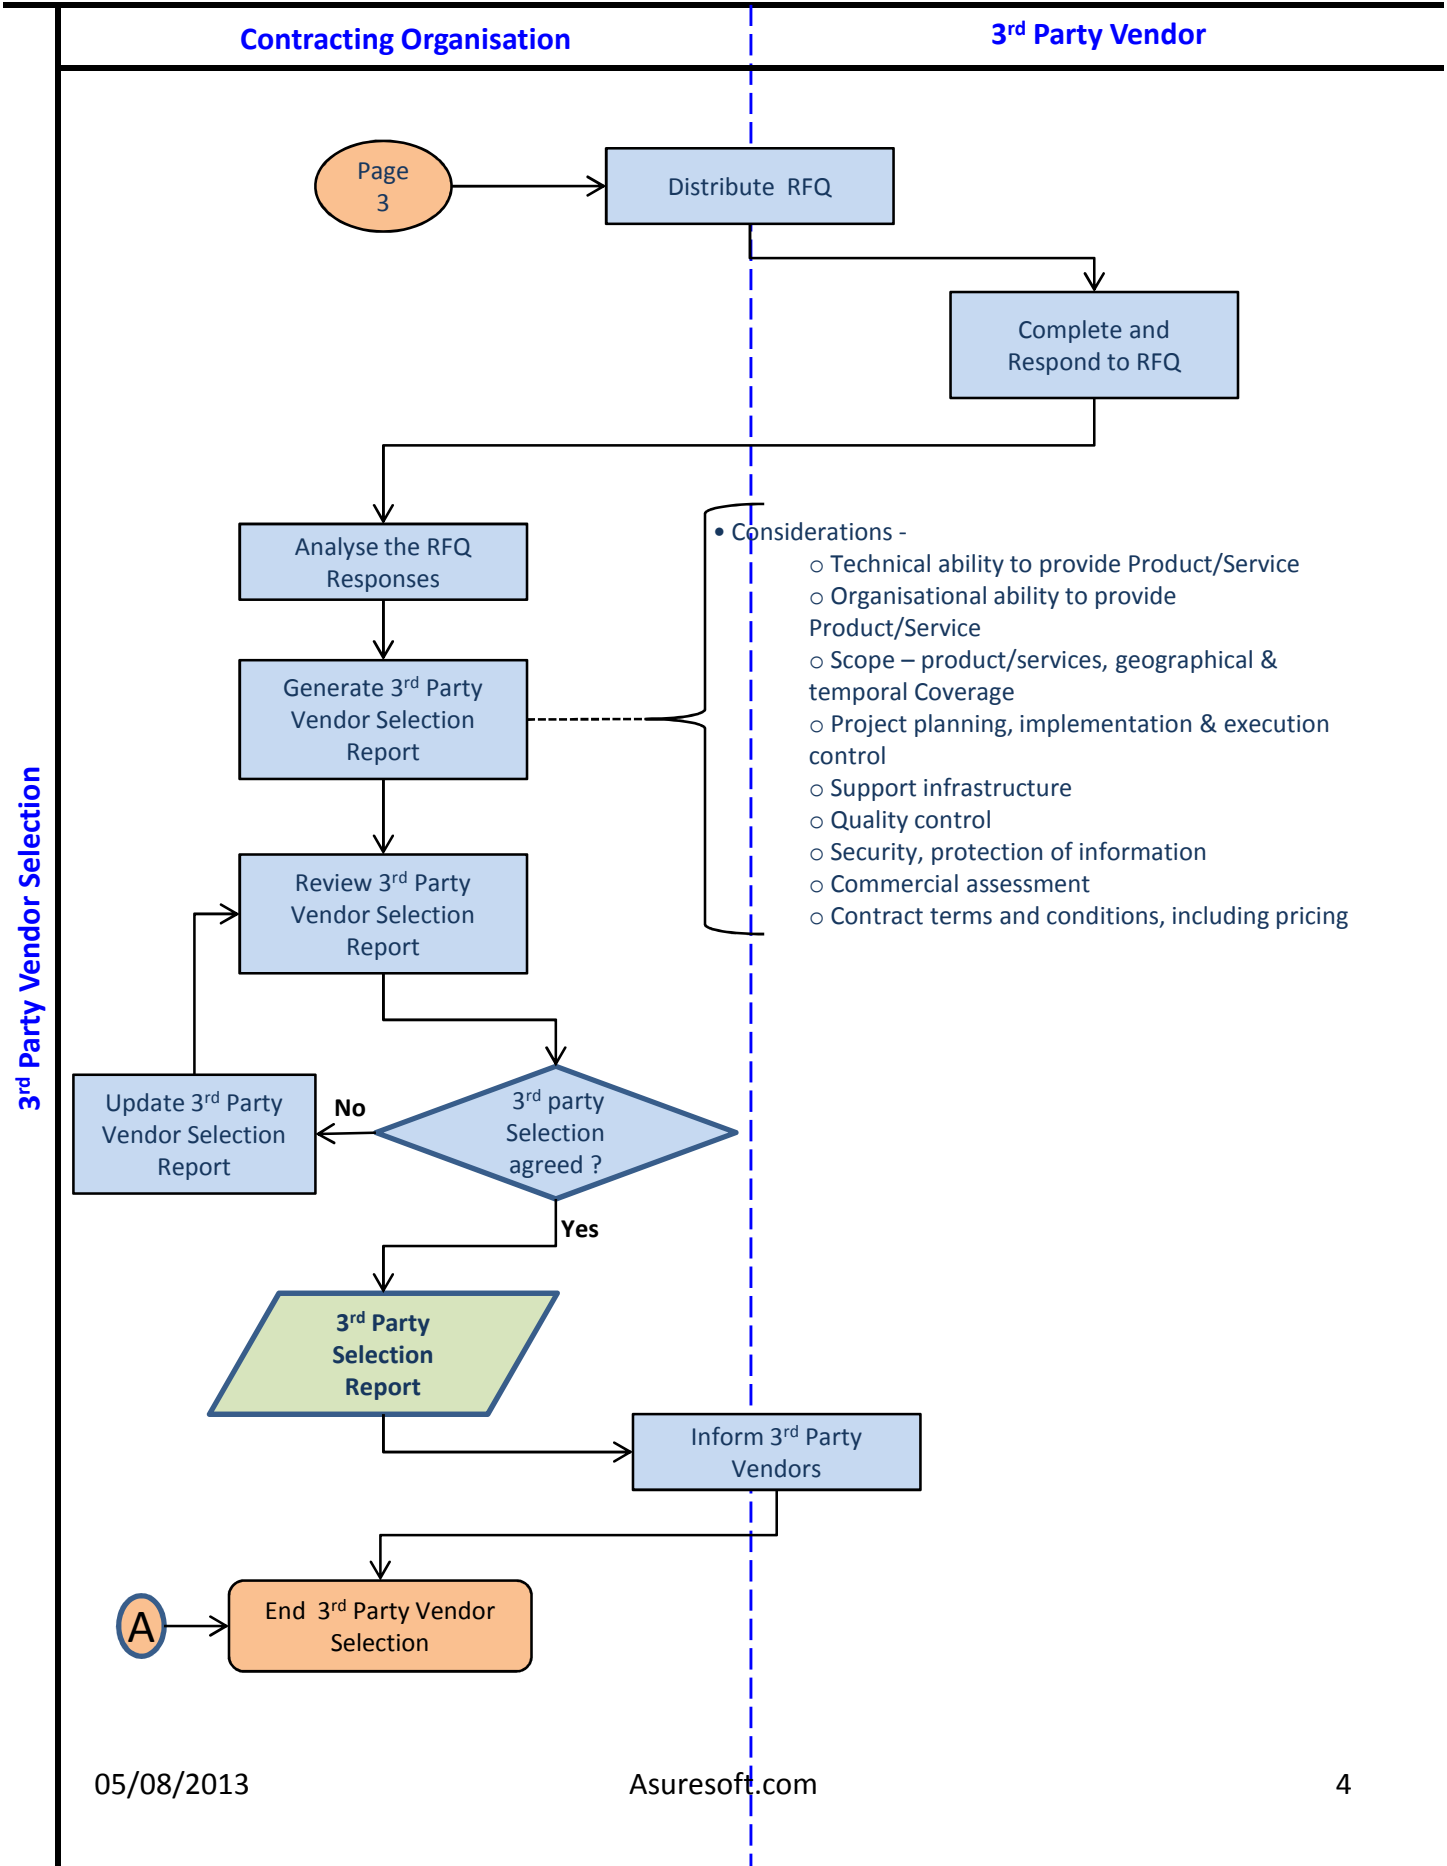 Contracting Organisation
3rd Party Vendor
Page
3
Distribute RFQ
Complete and
Respond to RFQ
Analyse the RFQ
Responses
• Considerations -
o Technical ability to provide Product/Service
o Organisational ability to provide
Product/Service
o Scope – product/services, geographical &
temporal Coverage
o Project planning, implementation & execution
control
o Support infrastructure
o Quality control
o Security, protection of information
o Commercial assessment
o Contract terms and conditions, including pricing
Generate 3rd Party
Vendor Selection
Report
Review 3rd Party
Vendor Selection
Report
3rd Party Vendor Selection
Update 3rd Party
Vendor Selection
Report
No
3rd party
Selection
agreed ?
Yes
3rd Party
Selection
Report
Inform 3rd Party
Vendors
A
End 3rd Party Vendor
Selection
05/08/2013
Asuresoft.com
4